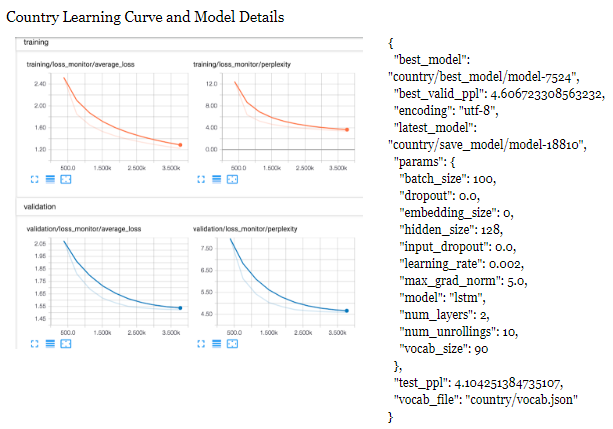 Country Learning Curve and Model Details
training
training/loss_monitor/average_loss
2.40
2.00
1.60
1.20
500.0 1.500k 2.500k 3.500k
training/loss_monitor/perplexity
12.0
8.00
4.00
0.00
500.0 1.500k 2.500k 3.500k
validation
validation/loss_monitor/average_loss
2.05
1.95
1.85
1.75
1.65
1.55
1.45
500.0 1.500k 2.500k 3.500k
validation/loss_monitor/perplexity
7.50
6.50
5.50
4.50
500.0 1.500k 2.500k 3.500k
{
"best_model":
"country/best_model/model-7524",
"best_valid_ppl": 4.606723308563232,
"encoding": "utf-8",
"latest_model":
"country/save_model/model-18810",
"params": {
"batch_size": 100,
"dropout": 0.0,
"embedding_size": 0,
"hidden_size": 128,
"input_dropout": 0.0,
"learning_rate": 0.002,
"max_grad_norm": 5.0,
"model": "lstm",
"num_layers": 2,
"num_unrollings": 10,
"vocab_size": 90
},
"test_ppl": 4.104251384735107,
"vocab_file": "country/vocab.json"
}